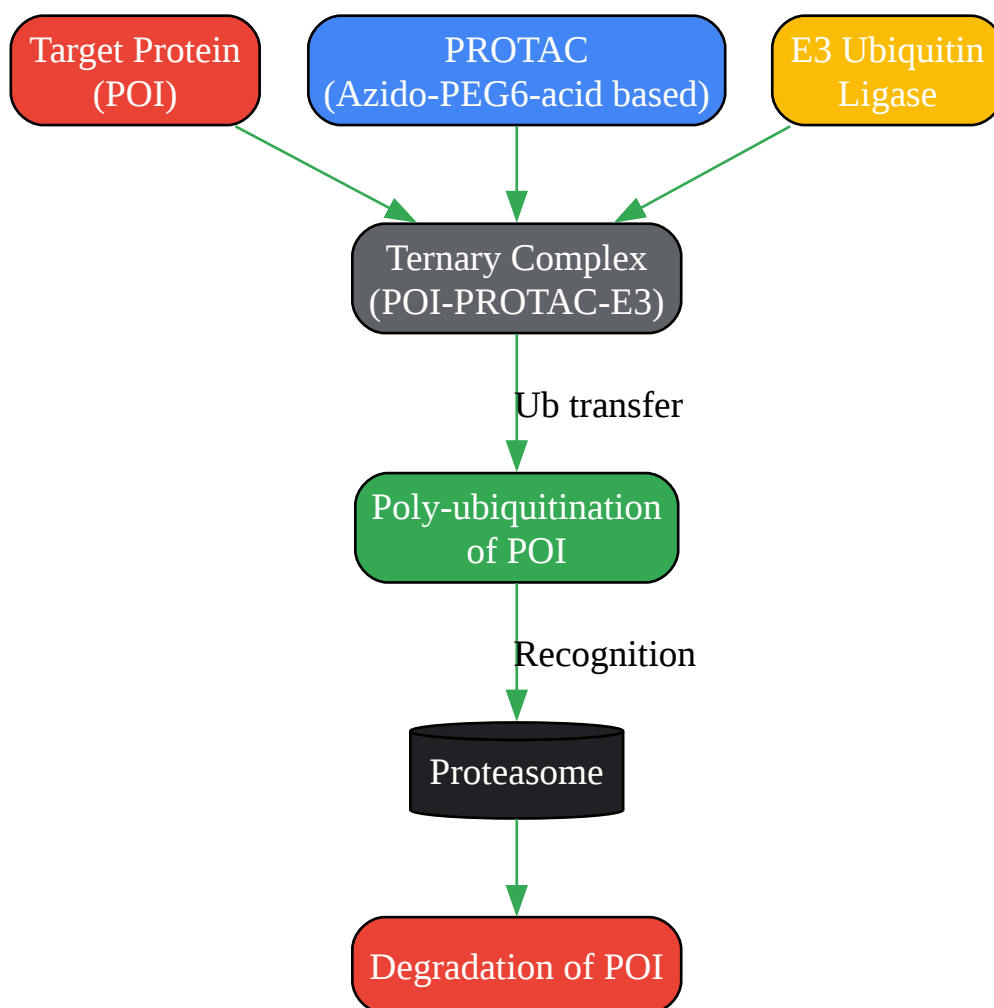 Target Protein
(POI)
PROTAC
(Azido-PEG6-acid based)
E3 Ubiquitin
Ligase
Ternary Complex
(POI-PROTAC-E3)
Ub transfer
Poly-ubiquitination
of POI
Recognition
Proteasome
Degradation of POI